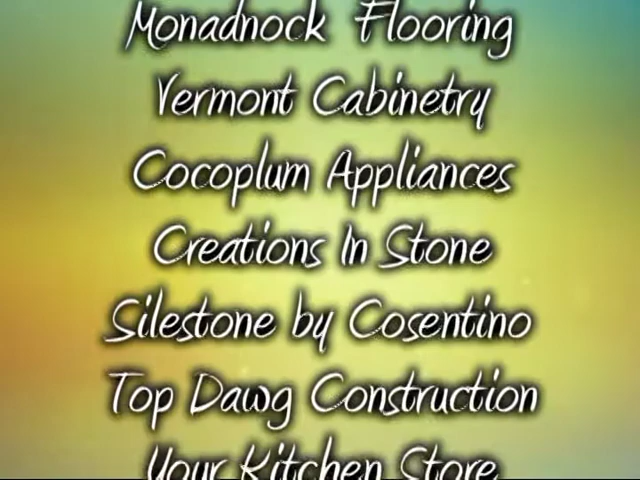 Monadnock Flooring
Vermont Cabinetry
Cocoplum Appliances
Creations In Stone
Silestone by Cosentino
Top Dawg Construction
Your Kitchen Store